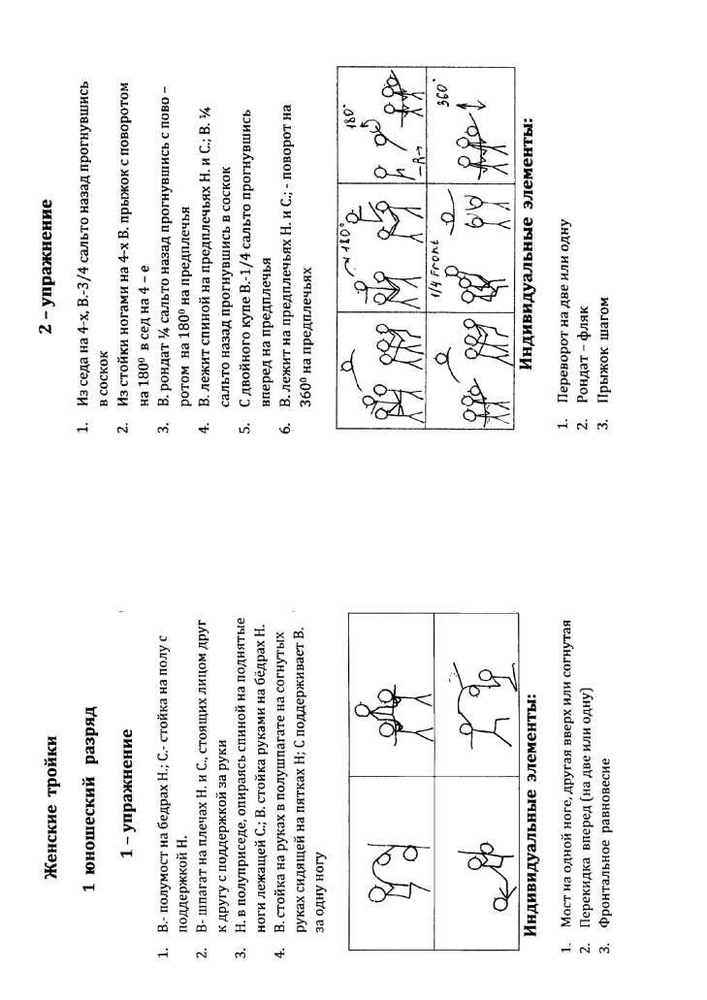 Женские тройки
1 юношеский разряд
1 – упражнение
1. В.- полумост на бедрах Н.; С.- стойка на полу с
поддержкой Н.
2. В- шпагат на плечах Н. и С., стоящих лицом друг
к другу с поддержкой за руки
3. Н. в полуприседе, опираясь спиной на поднятые
ноги лежащей С.; В. стойка руками на бёдрах Н.
4. В. стойка на руках в полушпагате на согнутых
руках сидящей на пятках Н; С поддерживает В.
за одну ногу
Индивидуальные элементы:
1. Мост на одной ноге, другая вверх или согнутая
2. Перекидка вперед (на две или одну)
3. Фронтальное равновесие
2 – упражнение
1. Из седа на 4-х, В.-3/4 сальто назад прогнувшись
в соскок
2. Из стойки ногами на 4-х В. прыжок с поворотом
на 180⁰ в сед на 4 – е
3. В. рондат ¼ сальто назад прогнувшись с пово –
ротом на 180⁰ на предплечья
4. В. лежит спиной на предплечьях Н. и С.; В. ¼
сальто назад прогнувшись в соскок
5. С двойного купе В.-1/4 сальто прогнувшись
вперед на предплечья
6. В. лежит на предплечьях Н. и С.; - поворот на
360⁰ на предплечьях
180°
180°
-R→
1/4 Front
360°
Индивидуальные элементы:
1. Переворот на две или одну
2. Рондат – фляк
3. Прыжок шагом